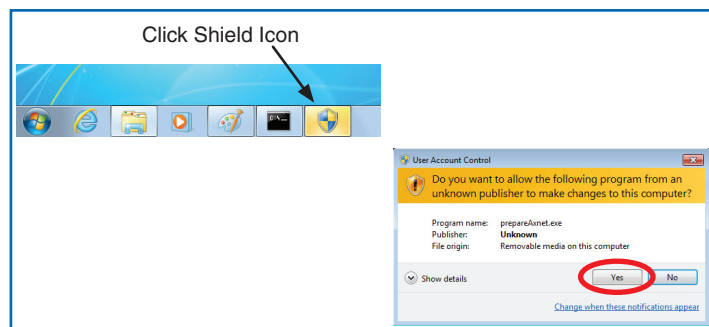 Click Shield Icon
C:\._
User Account Control
Do you want to allow the following program from an
unknown publisher to make changes to this computer?
Program name: prepareAxnet.exe
Publisher: Unknown
File origin: Removable media on this computer
Show details
Yes
No
Change when these notifications appear